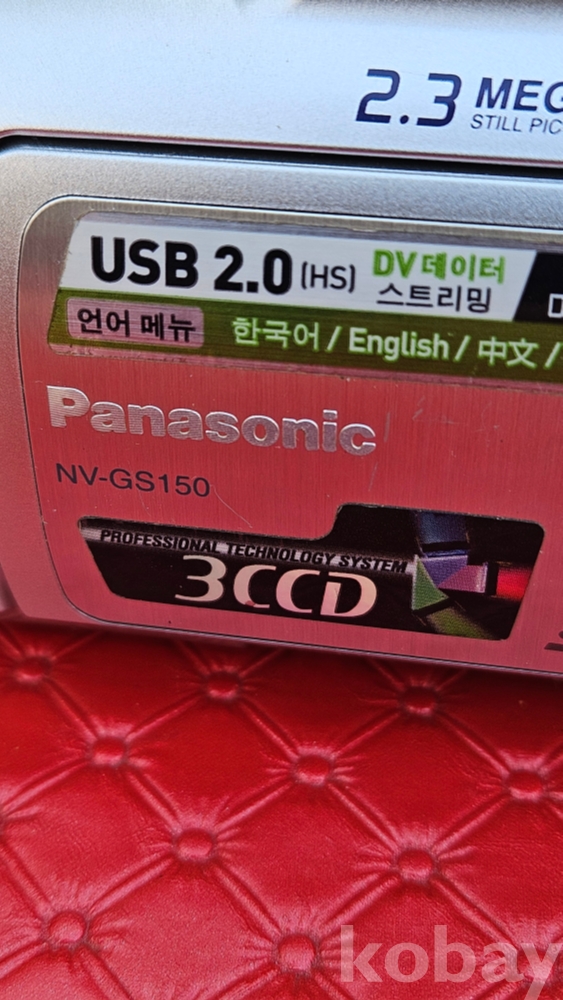 2.3 MEG
STILL PIC
USB 2.0 (HS) DV데이터
스트리밍
언어 메뉴 한국어 / English / 中文 /
Panasonic
NV-GS150
PROFESSIONAL TECHNOLOGY SYSTEM
3CCD
kobay